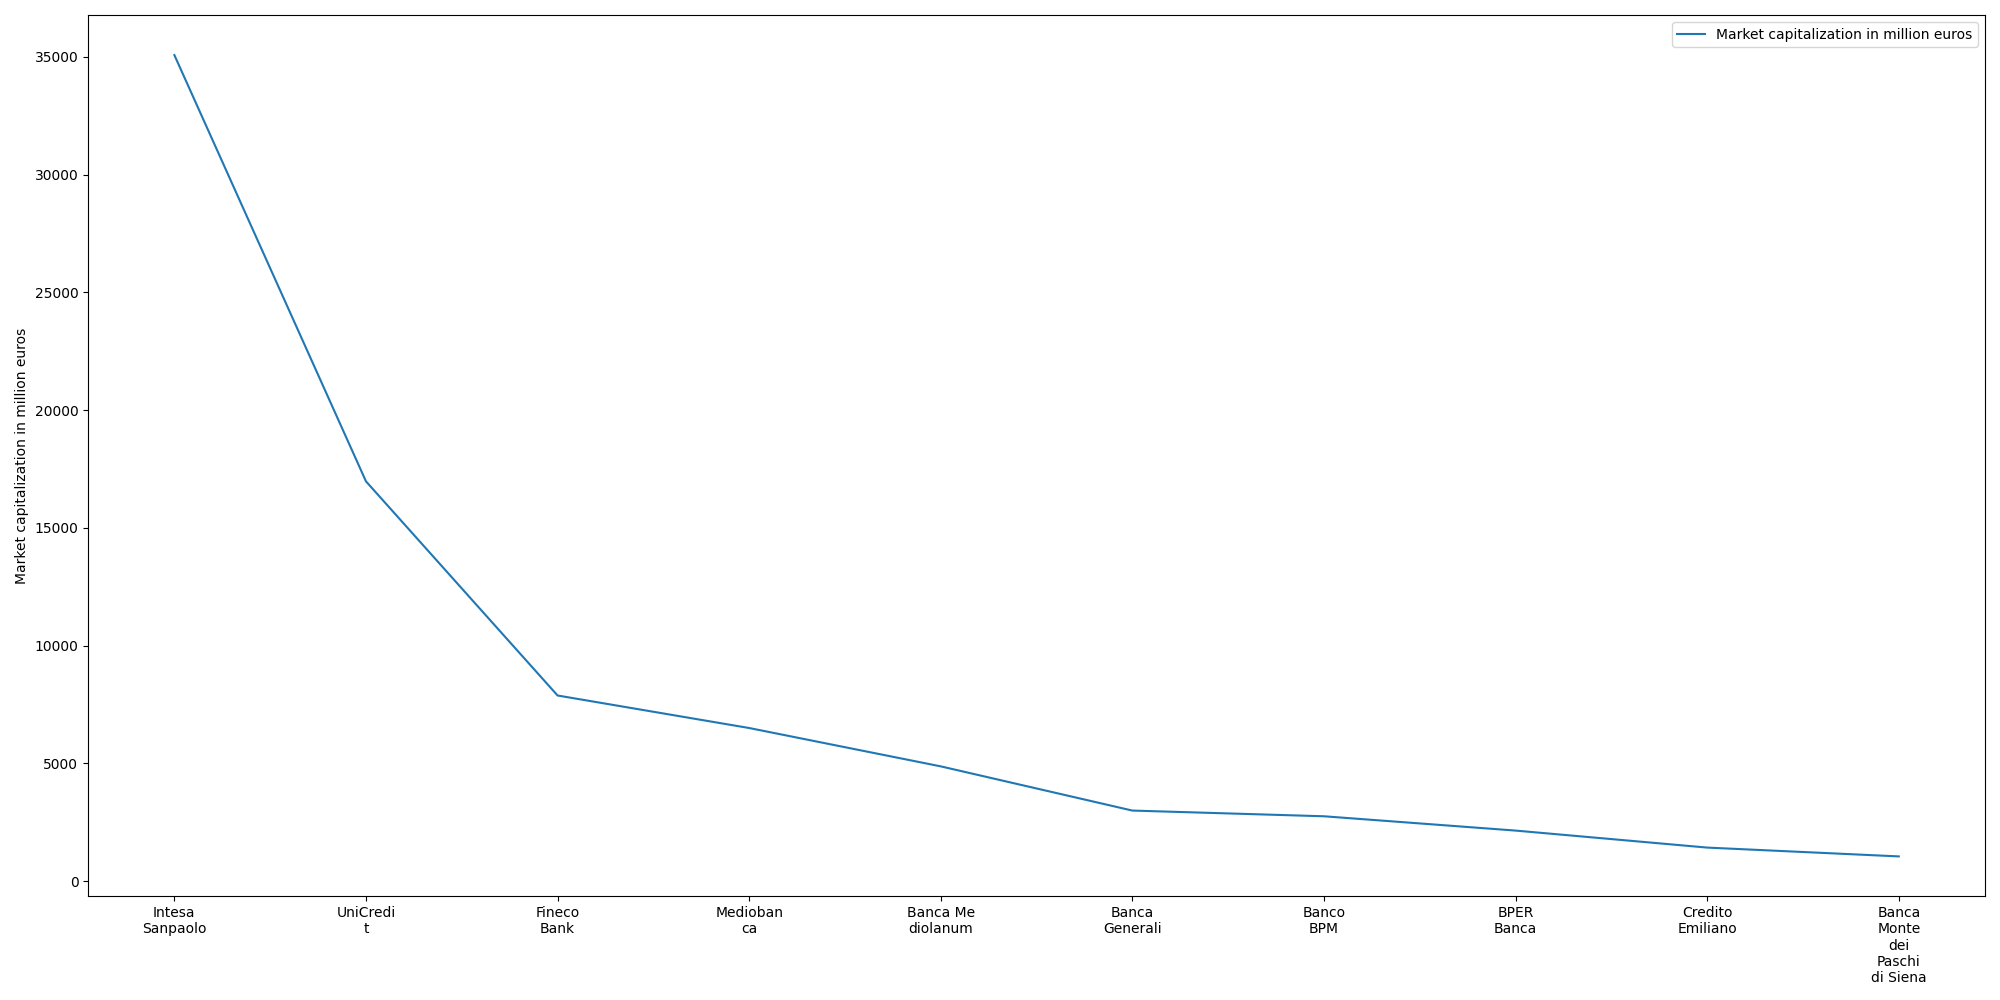 Market capitalization in million euros
Market capitalization in million euros
35000
30000
25000
20000
15000
10000
5000
0
Intesa
Sanpaolo
UniCredi
t
Fineco
Bank
Medioban
ca
Banca Me
diolanum
Banca
Generali
Banco
BPM
BPER
Banca
Credito
Emiliano
Banca
Monte
dei
Paschi
di Siena